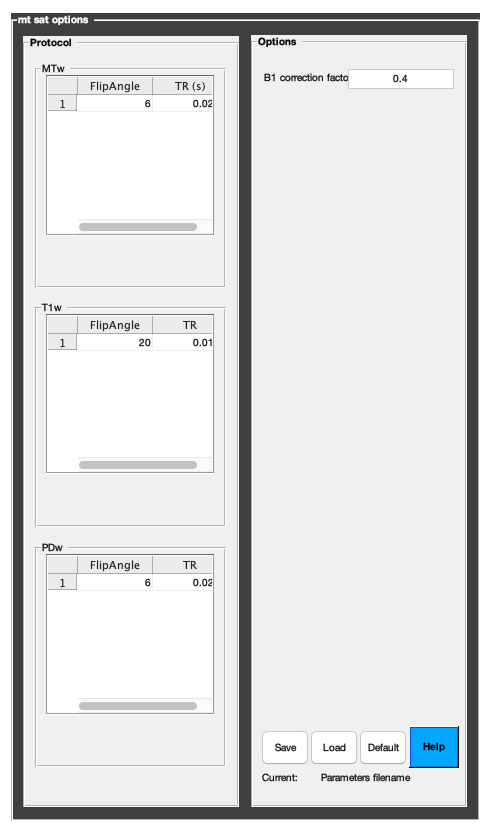 mt sat options
Protocol
MTw
FlipAngle TR (s)
1 6 0.02
T1w
FlipAngle TR
1 20 0.01
PDw
FlipAngle TR
1 6 0.02
Options
B1 correction facto 0.4
Save Load Default Help
Current: Parameters filename